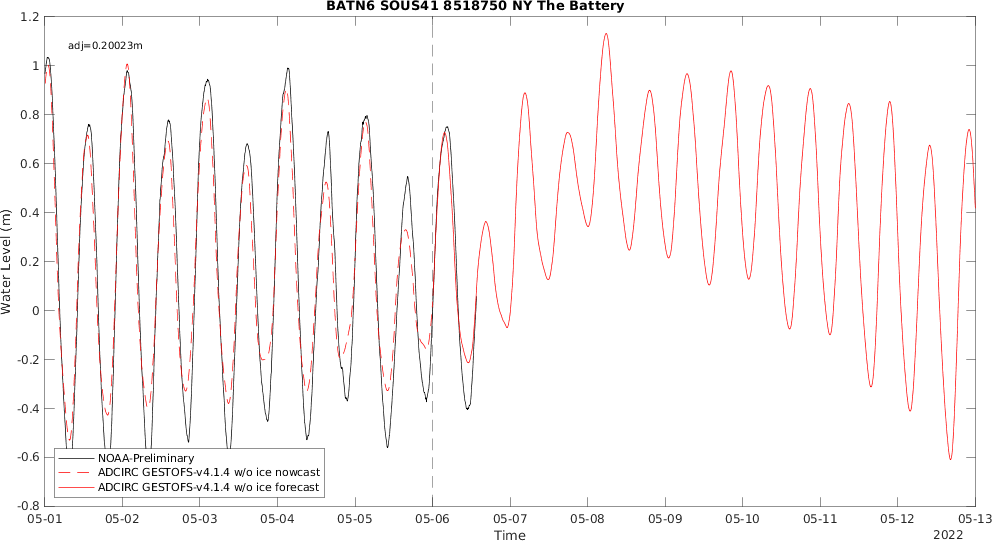 BATN6 SOUS41 8518750 NY The Battery
adj=0.20023m
Water Level (m)
1.2
1
0.8
0.6
0.4
0.2
0
-0.2
-0.4
-0.6
-0.8
NOAA-Preliminary
ADCIRC GESTOFS-v4.1.4 w/o ice nowcast
ADCIRC GESTOFS-v4.1.4 w/o ice forecast
05-01 05-02 05-03 05-04 05-05 05-06 05-07 05-08 05-09 05-10 05-11 05-12 05-13
Time
2022